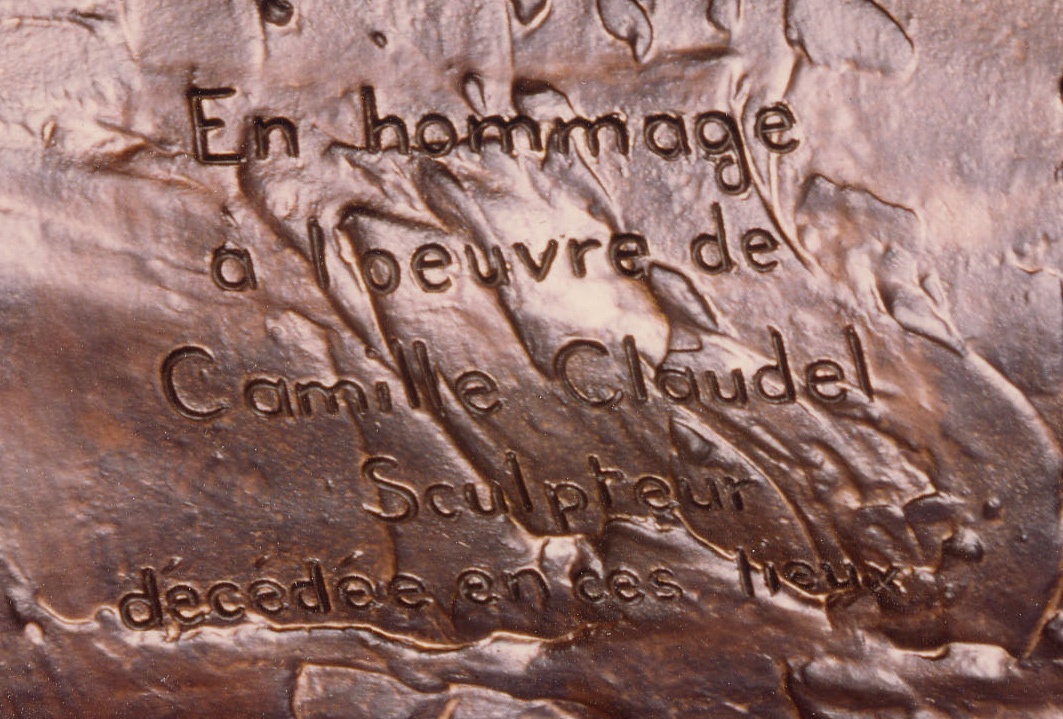 En hommage
à l'oeuvre de
Camille Claudel
Sculpteur
décédée en ces lieux